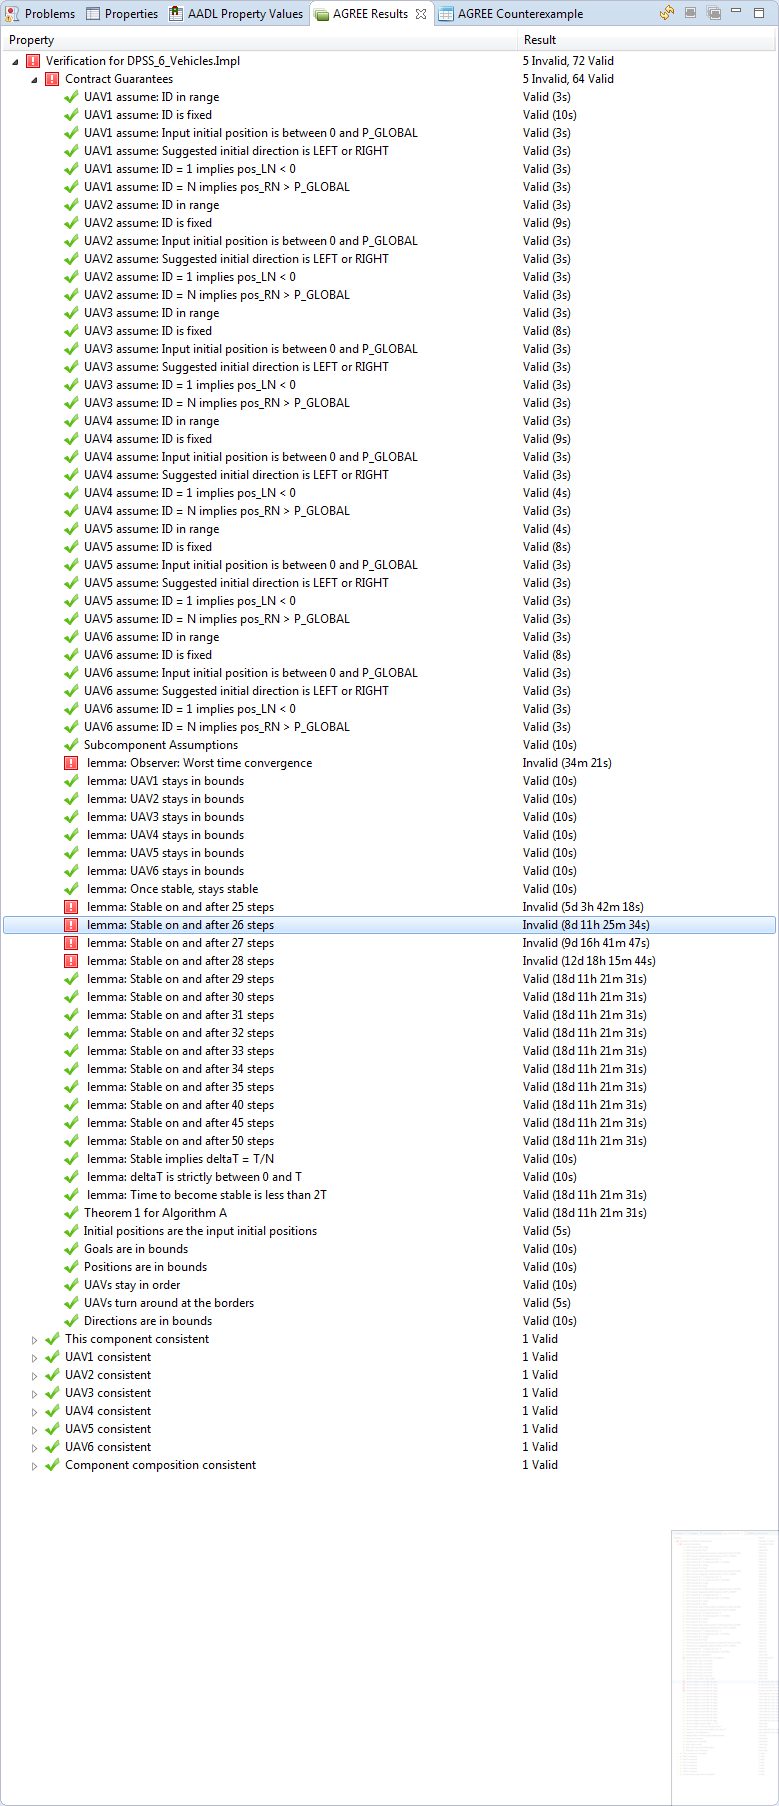 Problems Properties AADL Property Values AGREE Results AGREE Counterexample
Property Result
Verification for DPSS_6_Vehicles.Impl 5 Invalid, 72 Valid
Contract Guarantees 5 Invalid, 64 Valid
UAV1 assume: ID in range Valid (3s)
UAV1 assume: ID is fixed Valid (10s)
UAV1 assume: Input initial position is between 0 and P_GLOBAL Valid (3s)
UAV1 assume: Suggested initial direction is LEFT or RIGHT Valid (3s)
UAV1 assume: ID = 1 implies pos_LN < 0 Valid (3s)
UAV1 assume: ID = N implies pos_RN > P_GLOBAL Valid (3s)
UAV2 assume: ID in range Valid (3s)
UAV2 assume: ID is fixed Valid (9s)
UAV2 assume: Input initial position is between 0 and P_GLOBAL Valid (3s)
UAV2 assume: Suggested initial direction is LEFT or RIGHT Valid (3s)
UAV2 assume: ID = 1 implies pos_LN < 0 Valid (3s)
UAV2 assume: ID = N implies pos_RN > P_GLOBAL Valid (3s)
UAV3 assume: ID in range Valid (3s)
UAV3 assume: ID is fixed Valid (8s)
UAV3 assume: Input initial position is between 0 and P_GLOBAL Valid (3s)
UAV3 assume: Suggested initial direction is LEFT or RIGHT Valid (3s)
UAV3 assume: ID = 1 implies pos_LN < 0 Valid (3s)
UAV3 assume: ID = N implies pos_RN > P_GLOBAL Valid (3s)
UAV4 assume: ID in range Valid (3s)
UAV4 assume: ID is fixed Valid (9s)
UAV4 assume: Input initial position is between 0 and P_GLOBAL Valid (3s)
UAV4 assume: Suggested initial direction is LEFT or RIGHT Valid (3s)
UAV4 assume: ID = 1 implies pos_LN < 0 Valid (4s)
UAV4 assume: ID = N implies pos_RN > P_GLOBAL Valid (3s)
UAV5 assume: ID in range Valid (4s)
UAV5 assume: ID is fixed Valid (8s)
UAV5 assume: Input initial position is between 0 and P_GLOBAL Valid (3s)
UAV5 assume: Suggested initial direction is LEFT or RIGHT Valid (3s)
UAV5 assume: ID = 1 implies pos_LN < 0 Valid (3s)
UAV5 assume: ID = N implies pos_RN > P_GLOBAL Valid (3s)
UAV6 assume: ID in range Valid (3s)
UAV6 assume: ID is fixed Valid (8s)
UAV6 assume: Input initial position is between 0 and P_GLOBAL Valid (3s)
UAV6 assume: Suggested initial direction is LEFT or RIGHT Valid (3s)
UAV6 assume: ID = 1 implies pos_LN < 0 Valid (3s)
UAV6 assume: ID = N implies pos_RN > P_GLOBAL Valid (3s)
Subcomponent Assumptions Valid (10s)
lemma: Observer: Worst time convergence Invalid (34m 21s)
lemma: UAV1 stays in bounds Valid (10s)
lemma: UAV2 stays in bounds Valid (10s)
lemma: UAV3 stays in bounds Valid (10s)
lemma: UAV4 stays in bounds Valid (10s)
lemma: UAV5 stays in bounds Valid (10s)
lemma: UAV6 stays in bounds Valid (10s)
lemma: Once stable, stays stable Valid (10s)
lemma: Stable on and after 25 steps Invalid (5d 3h 42m 18s)
lemma: Stable on and after 26 steps Invalid (8d 11h 25m 34s)
lemma: Stable on and after 27 steps Invalid (9d 16h 41m 47s)
lemma: Stable on and after 28 steps Invalid (12d 18h 15m 44s)
lemma: Stable on and after 29 steps Valid (18d 11h 21m 31s)
lemma: Stable on and after 30 steps Valid (18d 11h 21m 31s)
lemma: Stable on and after 31 steps Valid (18d 11h 21m 31s)
lemma: Stable on and after 32 steps Valid (18d 11h 21m 31s)
lemma: Stable on and after 33 steps Valid (18d 11h 21m 31s)
lemma: Stable on and after 34 steps Valid (18d 11h 21m 31s)
lemma: Stable on and after 35 steps Valid (18d 11h 21m 31s)
lemma: Stable on and after 40 steps Valid (18d 11h 21m 31s)
lemma: Stable on and after 45 steps Valid (18d 11h 21m 31s)
lemma: Stable on and after 50 steps Valid (18d 11h 21m 31s)
lemma: Stable implies deltaT = T/N Valid (10s)
lemma: deltaT is strictly between 0 and T Valid (10s)
lemma: Time to become stable is less than 2T Valid (18d 11h 21m 31s)
Theorem 1 for Algorithm A Valid (18d 11h 21m 31s)
Initial positions are the input initial positions Valid (5s)
Goals are in bounds Valid (10s)
Positions are in bounds Valid (10s)
UAVs stay in order Valid (10s)
UAVs turn around at the borders Valid (5s)
Directions are in bounds Valid (10s)
This component consistent 1 Valid
UAV1 consistent 1 Valid
UAV2 consistent 1 Valid
UAV3 consistent 1 Valid
UAV4 consistent 1 Valid
UAV5 consistent 1 Valid
UAV6 consistent 1 Valid
Component composition consistent 1 Valid